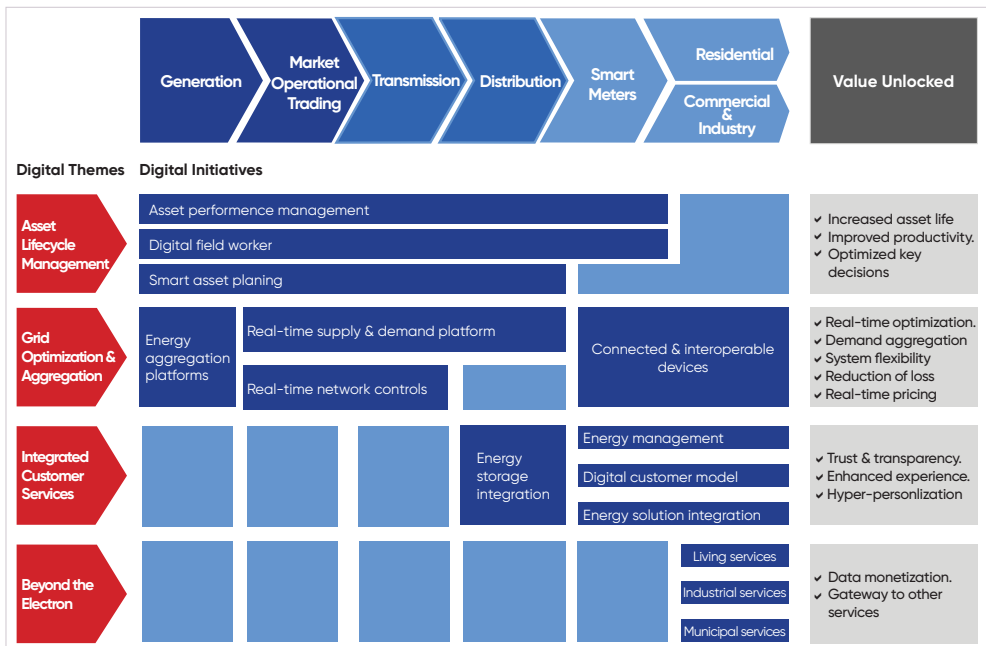 Generation
Market
Operational
Trading
Transmission
Distribution
Smart
Meters
Residential
Commercial
&
Industry
Value Unlocked
Digital Themes
Digital Initiatives
Asset
Lifecycle
Management
Asset performence management
Digital field worker
Smart asset planing
✓ Increased asset life
✓ Improved productivity.
✓ Optimized key
decisions
Grid
Optimization &
Aggregation
Energy
aggregation
platforms
Real-time supply & demand platform
Real-time network controls
Connected & interoperable
devices
✓ Real-time optimization.
✓ Demand aggregation
✓ System flexibility
✓ Reduction of loss
✓ Real-time pricing
Integrated
Customer
Services
Energy
storage
integration
Energy management
Digital customer model
Energy solution integration
✓ Trust & transparency.
✓ Enhanced experience.
✓ Hyper-personlization
Beyond the
Electron
Living services
Industrial services
Municipal services
✓ Data monetization.
✓ Gateway to other
services